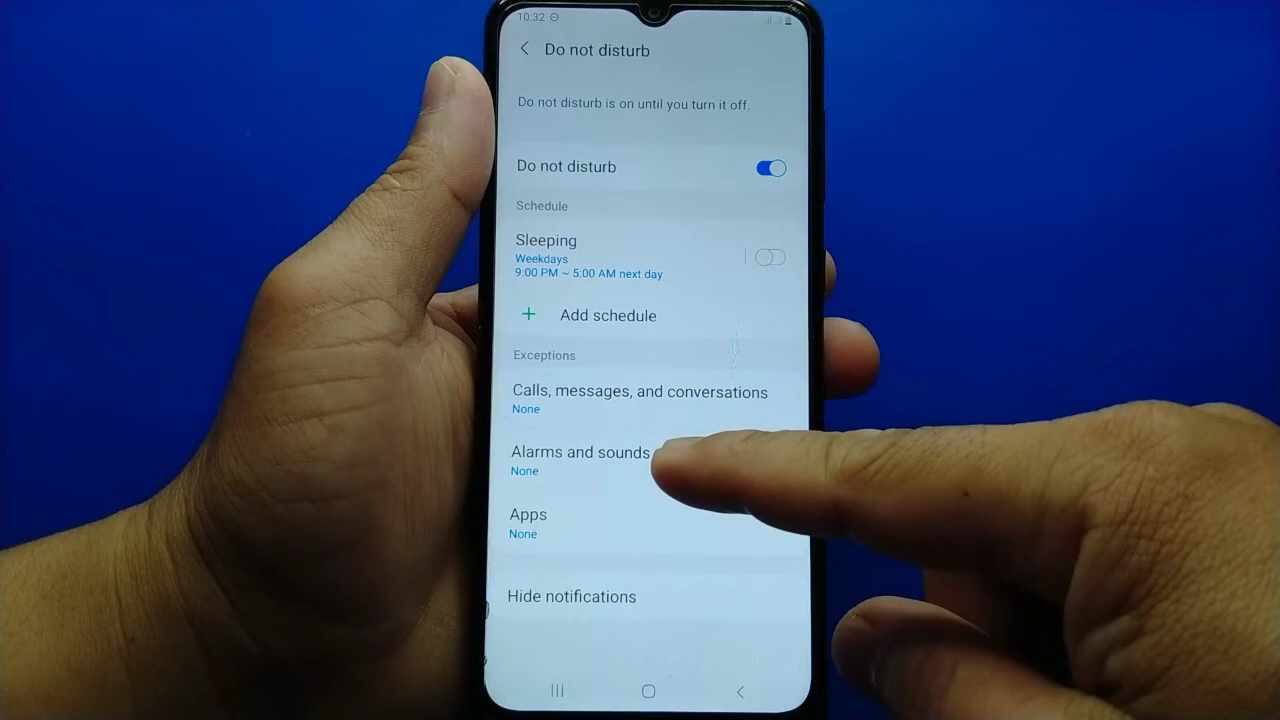 10:32
Do not disturb
Do not disturb is on until you turn it off.
Do not disturb
Schedule
Sleeping
Weekdays
9:00 PM ~ 5:00 AM next day
+ Add schedule
Exceptions
Calls, messages, and conversations
None
Alarms and sounds
None
Apps
None
Hide notifications